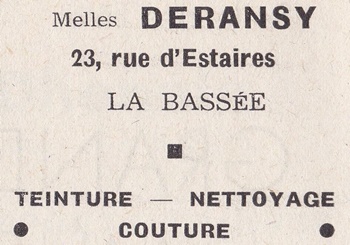 Melles DERANSY
23, rue d'Estaires
LA BASSÉE
■
TEINTURE — NETTOYAGE
● COUTURE ●